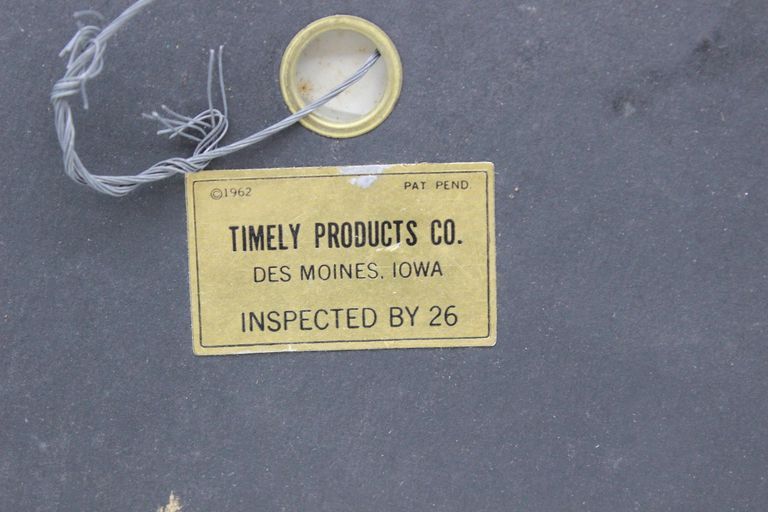 ©1962 PAT PEND.
TIMELY PRODUCTS CO.
DES MOINES, IOWA
INSPECTED BY 26